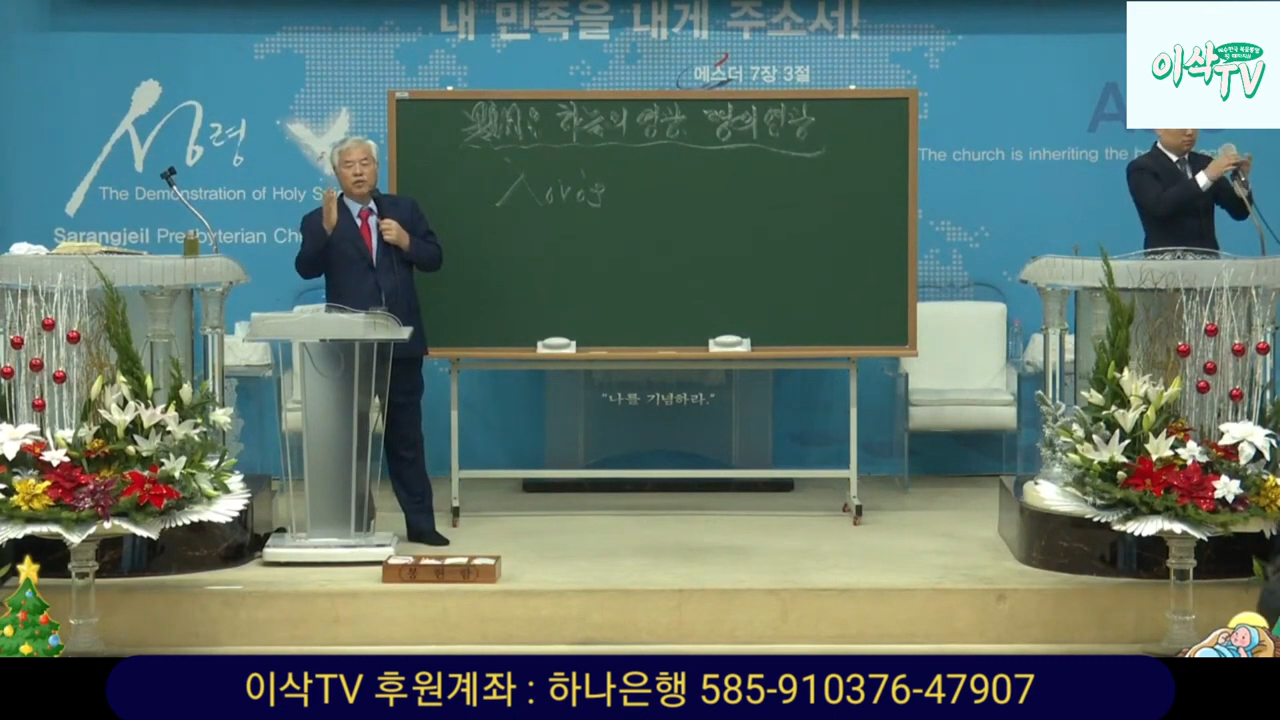 내 민족을 내게 주소서!
에스더 7장 3절
이삭TV
성령
The Demonstration of Holy
Sarangjeil Presbyterian Ch
The church is inheriting the
하늘의 영광 땅의 영광
"나를 기념하라."
이삭TV 후원계좌 : 하나은행 585-910376-47907